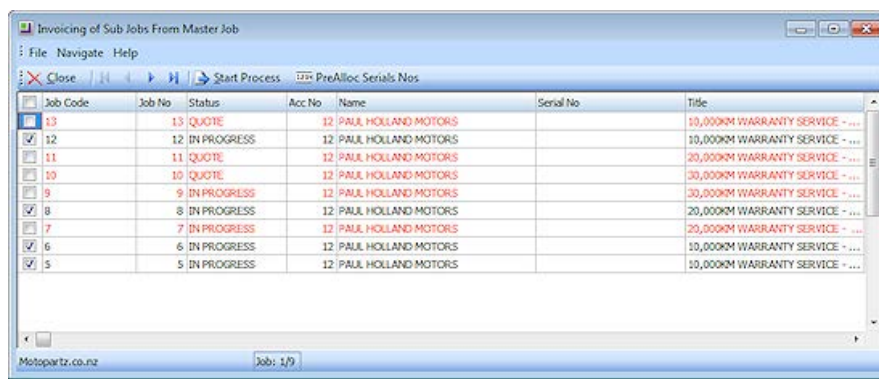 Invoicing of Sub Jobs From Master Job
File Navigate Help
Close Start Process 1234 PreAlloc Serials Nos
Job Code Job No Status Acc No Name Serial No Title
13 13 QUOTE 12 PAUL HOLLAND MOTORS 10,000KM WARRANTY SERVICE - ...
12 12 IN PROGRESS 12 PAUL HOLLAND MOTORS 10,000KM WARRANTY SERVICE - ...
11 11 QUOTE 12 PAUL HOLLAND MOTORS 20,000KM WARRANTY SERVICE - ...
10 10 QUOTE 12 PAUL HOLLAND MOTORS 30,000KM WARRANTY SERVICE - ...
9 9 IN PROGRESS 12 PAUL HOLLAND MOTORS 30,000KM WARRANTY SERVICE - ...
8 8 IN PROGRESS 12 PAUL HOLLAND MOTORS 20,000KM WARRANTY SERVICE - ...
7 7 IN PROGRESS 12 PAUL HOLLAND MOTORS 20,000KM WARRANTY SERVICE - ...
6 6 IN PROGRESS 12 PAUL HOLLAND MOTORS 10,000KM WARRANTY SERVICE - ...
5 5 IN PROGRESS 12 PAUL HOLLAND MOTORS 10,000KM WARRANTY SERVICE - ...
Motopartz.co.nz Job: 1/9